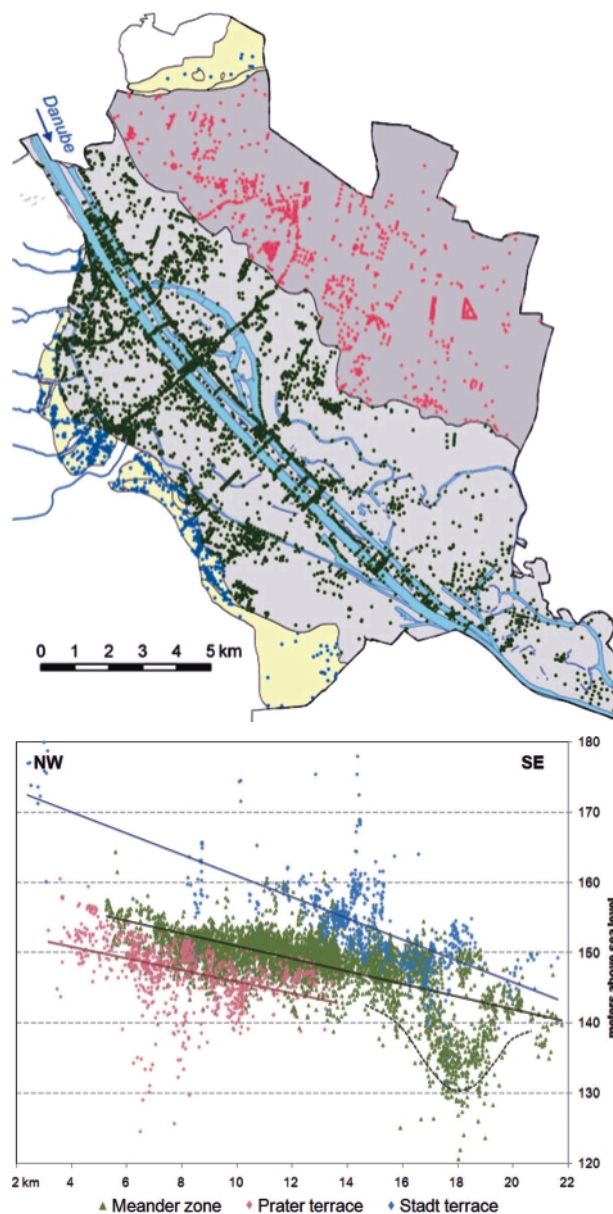 Danube
0 1 2 3 4 5 km
180
NW SE
170
160
150
140
130
120
meters above sea level
2 km 4 6 8 10 12 14 16 18 20 22
Meander zone Prater terrace Stadt terrace